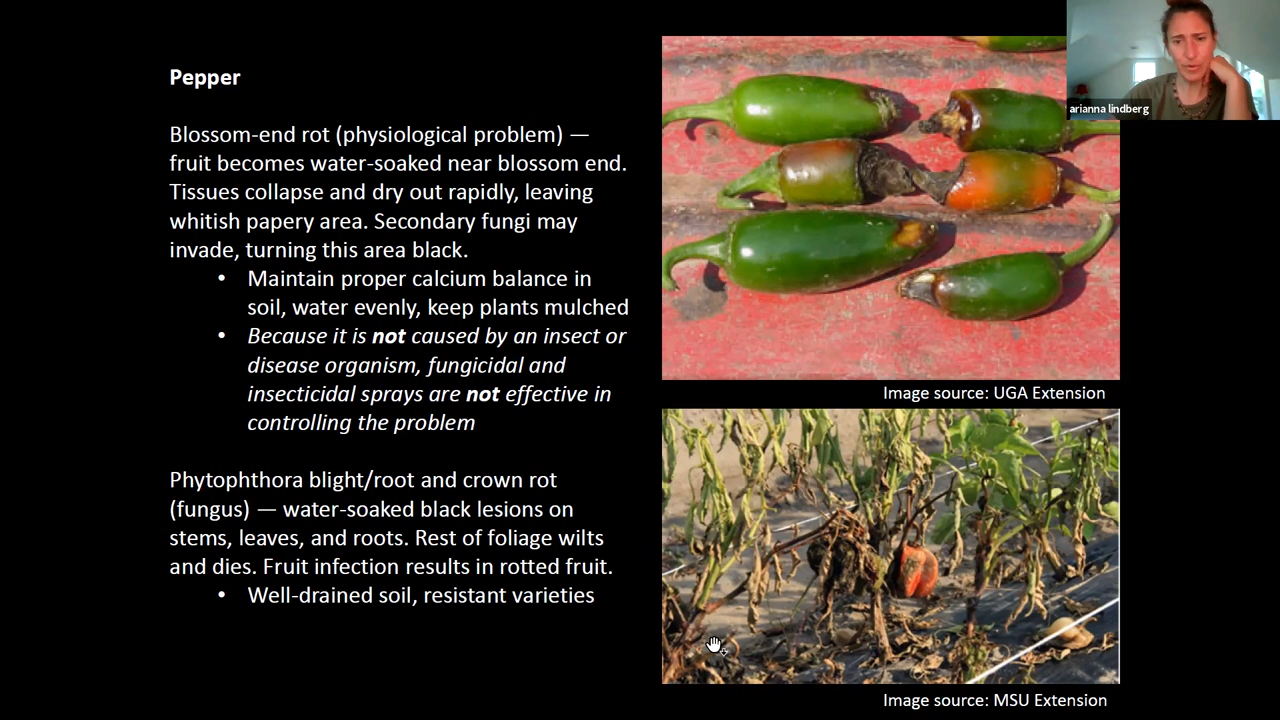 Pepper
Blossom-end rot (physiological problem) —
fruit becomes water-soaked near blossom end.
Tissues collapse and dry out rapidly, leaving
whitish papery area. Secondary fungi may
invade, turning this area black.
• Maintain proper calcium balance in
soil, water evenly, keep plants mulched
• Because it is not caused by an insect or
disease organism, fungicidal and
insecticidal sprays are not effective in
controlling the problem
Phytophthora blight/root and crown rot
(fungus) — water-soaked black lesions on
stems, leaves, and roots. Rest of foliage wilts
and dies. Fruit infection results in rotted fruit.
• Well-drained soil, resistant varieties
arianna lindberg
Image source: UGA Extension
Image source: MSU Extension